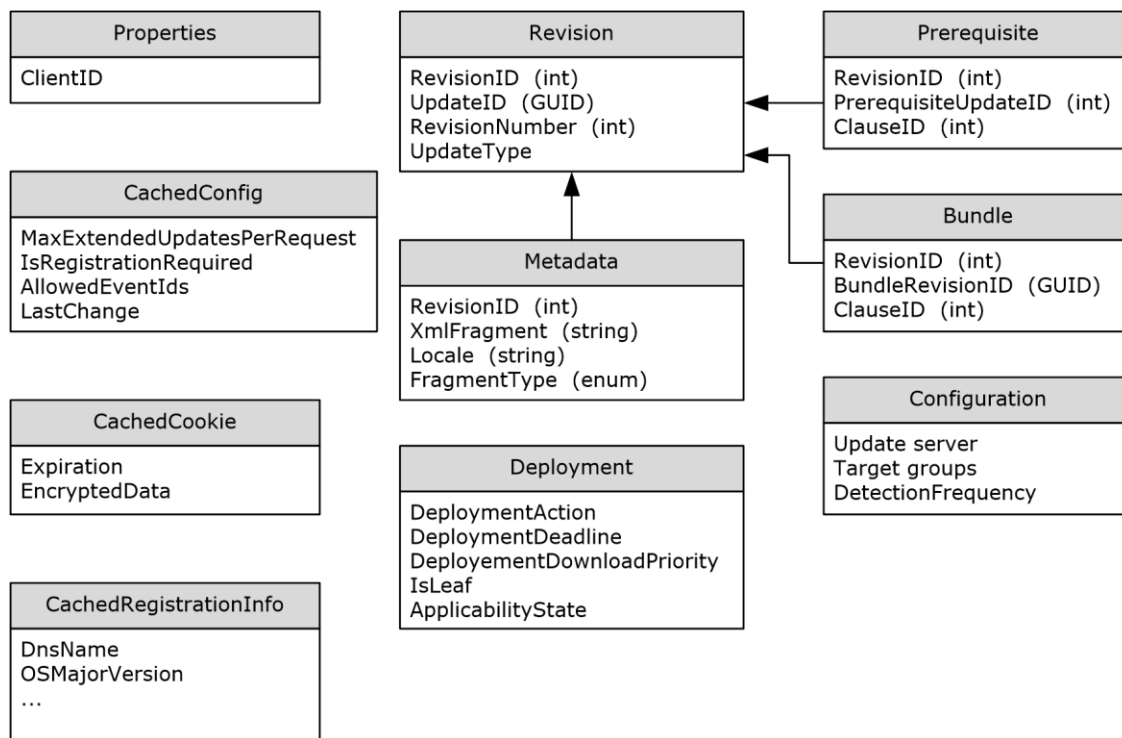 Properties
ClientID
CachedConfig
MaxExtendedUpdatesPerRequest
IsRegistrationRequired
AllowedEventIds
LastChange
CachedCookie
Expiration
EncryptedData
CachedRegistrationInfo
DnsName
OSMajorVersion
...
Revision
RevisionID (int)
UpdateID (GUID)
RevisionNumber (int)
UpdateType
Metadata
RevisionID (int)
XmlFragment (string)
Locale (string)
FragmentType (enum)
Deployment
DeploymentAction
DeploymentDeadline
DeployementDownloadPriority
IsLeaf
ApplicabilityState
Prerequisite
RevisionID (int)
PrerequisiteUpdateID (int)
ClauseID (int)
Bundle
RevisionID (int)
BundleRevisionID (GUID)
ClauseID (int)
Configuration
Update server
Target groups
DetectionFrequency